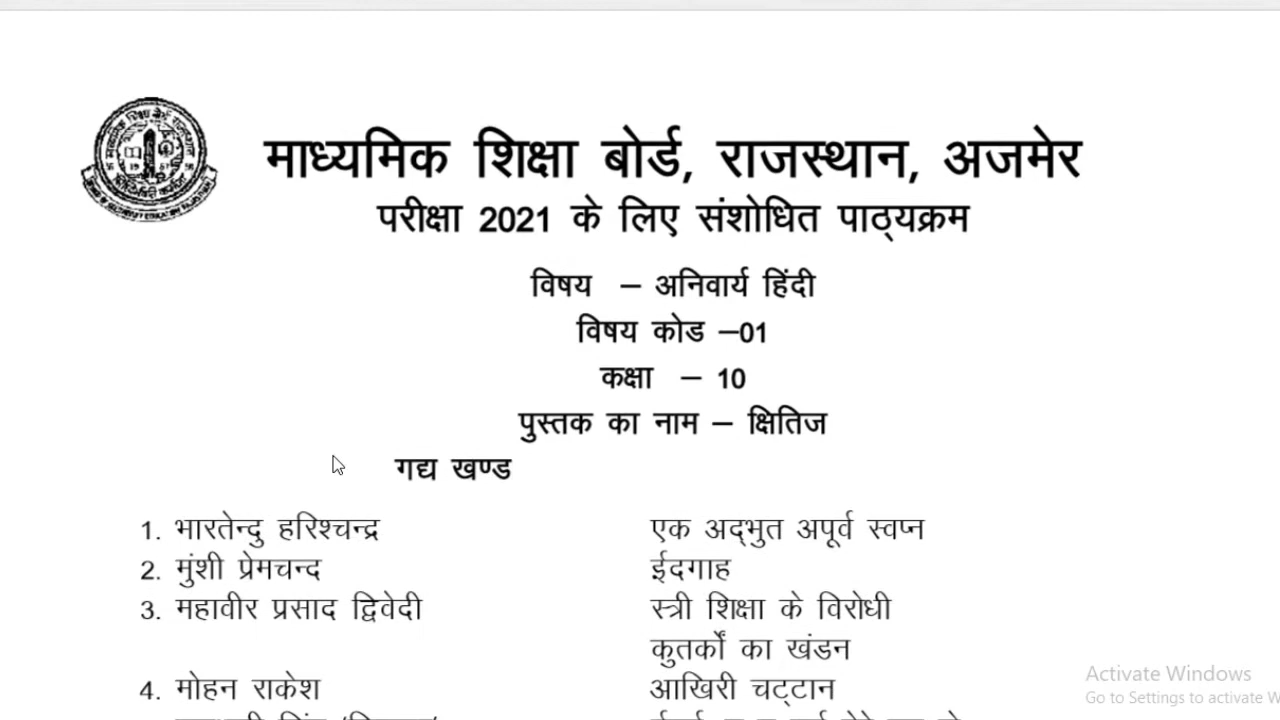 माध्यमिक शिक्षा बोर्ड, राजस्थान, अजमेर
परीक्षा 2021 के लिए संशोधित पाठ्यक्रम
विषय – अनिवार्य हिंदी
विषय कोड –01
कक्षा – 10
पुस्तक का नाम – क्षितिज
गद्य खण्ड
1. भारतेन्दु हरिश्चन्द्र एक अद्भुत अपूर्व स्वप्न
2. मुंशी प्रेमचन्द ईदगाह
3. महावीर प्रसाद द्विवेदी स्त्री शिक्षा के विरोधी
कुतर्कों का खंडन
4. मोहन राकेश आखिरी चट्टान
Activate Windows
Go to Settings to activate W